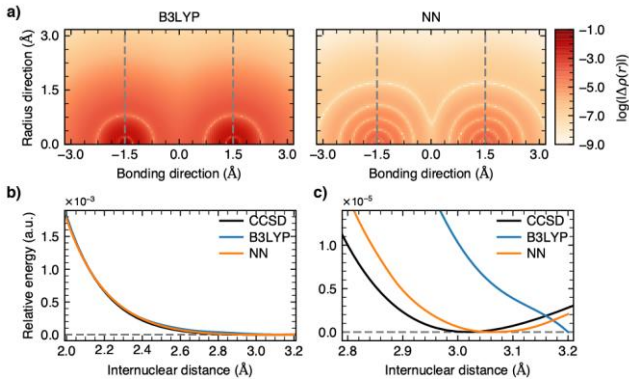 a)
B3LYP
NN
Radius direction (Å)
3.0
1.5
0.0
-3.0 -1.5 0.0 1.5 3.0
-3.0 -1.5 0.0 1.5 3.0
Bonding direction (Å)
Bonding direction (Å)
-1.0
-3.0
-5.0
-7.0
-9.0
log(|Δρ(r)|)
b)
×10⁻³
Relative energy (a.u.)
1.5
1.0
0.5
0.0
CCSD
B3LYP
NN
2.0 2.2 2.4 2.6 2.8 3.0 3.2
Internuclear distance (Å)
c)
×10⁻⁵
1.0
0.5
0.0
CCSD
B3LYP
NN
2.8 2.9 3.0 3.1 3.2
Internuclear distance (Å)